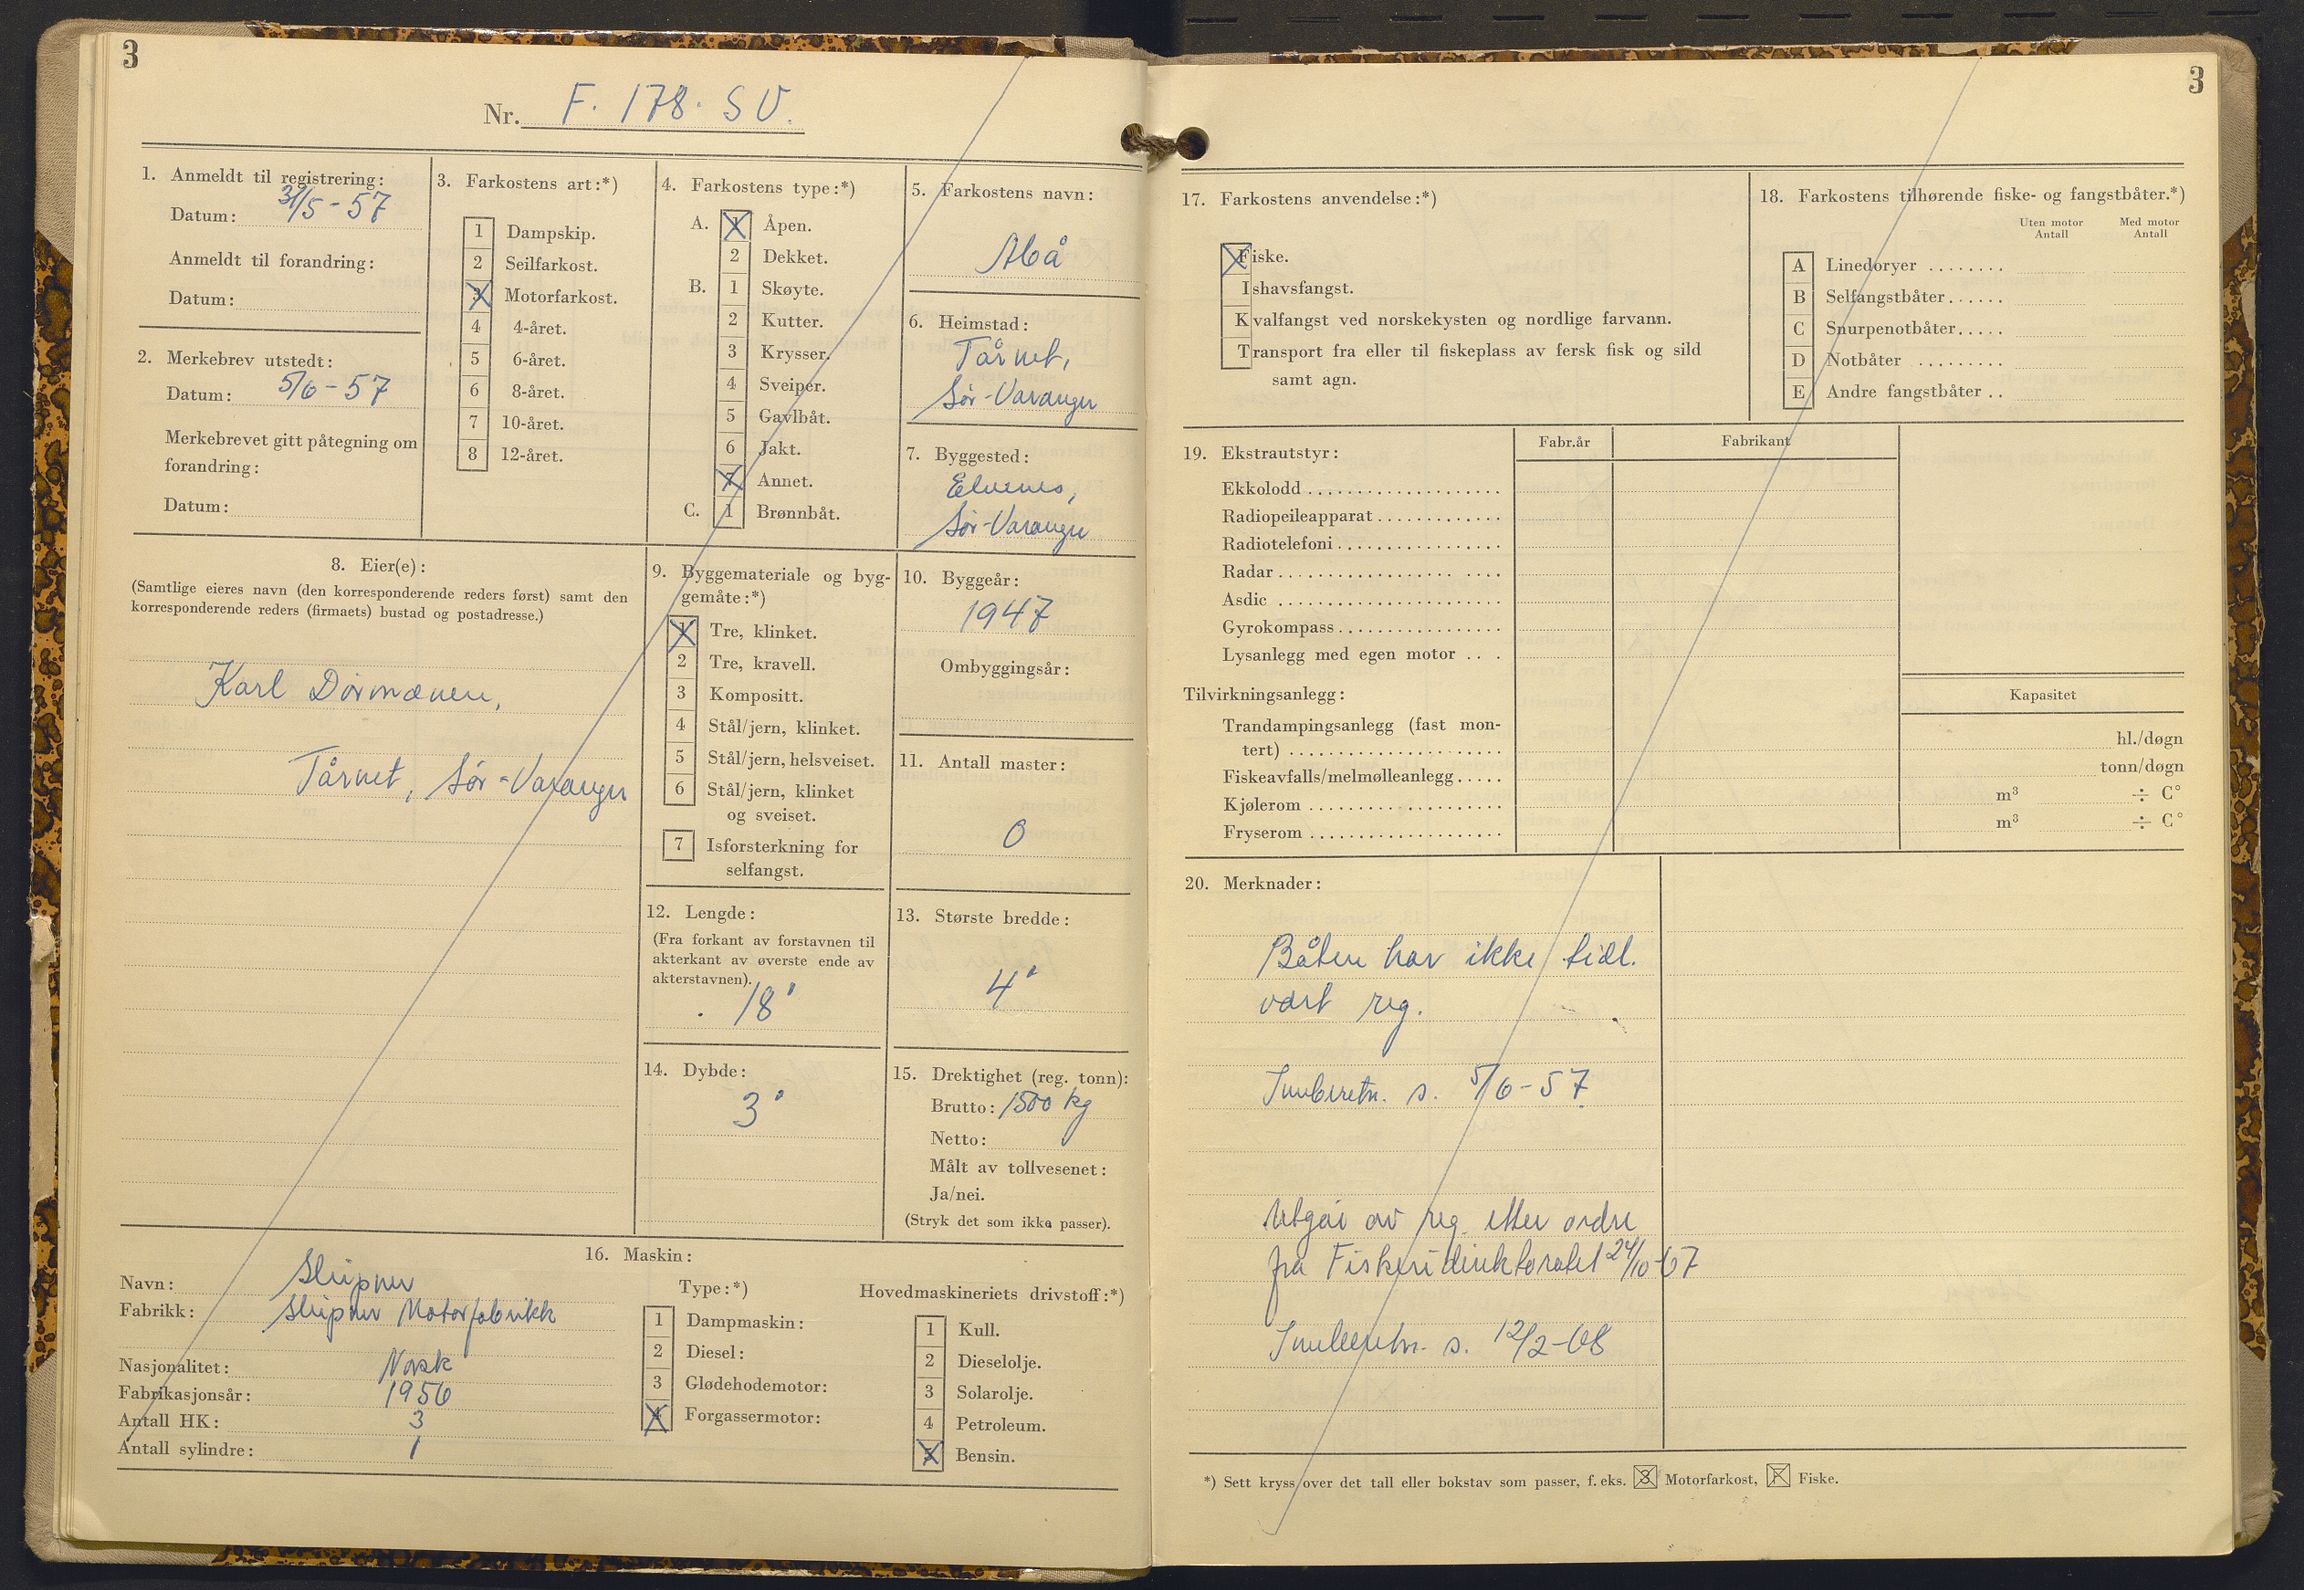 3
Nr. F. 178. SV.
1. Anmeldt til registrering:
Datum: 31/5-57
Anmeldt til forandring:
Datum:
2. Merkebrev utstedt:
Datum: 5/6-57
Merkebrevet gitt påtegning om
forandring:
Datum:
3. Farkostens art:*)
1 Dampskip.
2 Seilfarkost.
3 Motorfarkost.
4 4-året.
5 6-året.
6 8-året.
7 10-året.
8 12-året.
4. Farkostens type:*)
A. 1 Åpen.
2 Dekket.
B. 1 Skøyte.
2 Kutter.
3 Krysser.
4 Sveiper.
5 Gavlbåt.
6 Jakt.
7 Annet.
C. 1 Brønnbåt.
5. Farkostens navn:
6. Heimstad:
Tårnet,
Sør-Varanger
7. Byggested:
Elvenes,
Sør-Varanger
8. Eier(e):
(Samtlige eieres navn (den korresponderende reders først) samt den
korresponderende reders (firmaets) bustad og postadresse.)
Karl Dørmænen,
Tårnet, Sør-Varanger
9. Byggemateriale og byg-
gemåte:*)
1 Tre, klinket.
2 Tre, kravell.
3 Kompositt.
4 Stål/jern, klinket.
5 Stål/jern, helsveiset.
6 Stål/jern, klinket
og sveiset.
7 Isforsterkning for
selfangst.
10. Byggeår:
1947
Ombyggingsår:
11. Antall master:
0
12. Lengde:
(Fra forkant av forstavnen til
akterkant av øverste ende av
akterstavnen).
18'
13. Største bredde:
4'
14. Dybde:
3'
15. Drektighet (reg. tonn):
Brutto: 1500 kg
Netto:
Målt av tollvesenet:
Ja/nei.
(Stryk det som ikke passer).
16. Maskin:
Navn: Sleipner
Fabrikk: Sleipner Motorfabrikk
Nasjonalitet: Norsk
Fabrikasjonsår: 1956
Antall HK: 3
Antall sylindre: 1
Type:*)
1 Dampmaskin:
2 Diesel:
3 Glødehodemotor:
4 Forgassermotor:
Hovedmaskineriets drivstoff:*)
1 Kull.
2 Dieselolje.
3 Solarolje.
4 Petroleum.
5 Bensin.
3
17. Farkostens anvendelse:*)
Fiske.
Ishavsfangst.
Kvalfangst ved norskekysten og nordlige farvann.
Transport fra eller til fiskeplass av fersk fisk og sild
samt agn.
18. Farkostens tilhørende fiske- og fangstbåter.*)
Uten motor Antall
Med motor Antall
A Linedoryer
B Selfangstbåter
C Snurpenotbåter
D Notbåter
E Andre fangstbåter
19. Ekstrautstyr:
Fabr.år
Fabrikant
Ekkolodd
Radiopeileapparat
Radiotelefoni
Radar
Asdic
Gyrokompass
Lysanlegg med egen motor
Tilvirkningsanlegg:
Kapasitet
Trandampingsanlegg (fast mon-
tert) hl./døgn
Fiskeavfalls/melmølleanlegg tonn/døgn
Kjølerom m³ ÷ C°
Fryserom m³ ÷ C°
20. Merknader:
Båten har ikke tidl.
vært reg.
Innberetn. s. 5/6-57
Utgår av reg. etter ordre
fra Fiskeridirektoratet 24/10-67
Innberetn. s. 12/2-68
*) Sett kryss over det tall eller bokstav som passer, f. eks. 3 Motorfarkost, F Fiske.